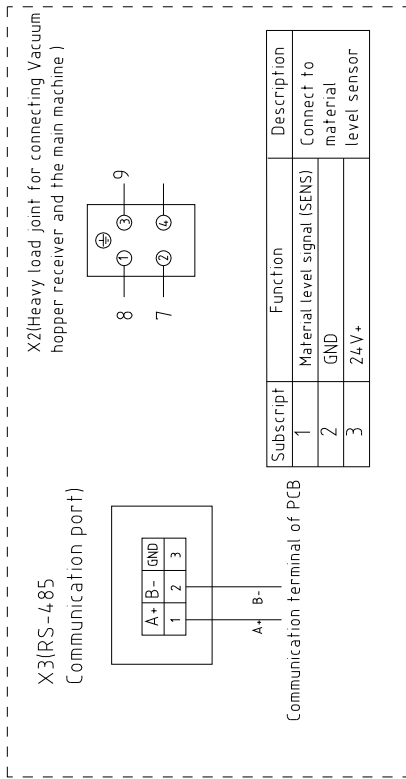 X3(RS-485
Communication port)
A+ B- GND
1 2 3
A+ B-
Communication terminal of PCB
X2(Heavy load joint for connecting Vacuum
hopper receiver and the main machine )
8 1 3 9
7 2 4
Subscript Function Description
1 Material level signal (SENS) Connect to
2 GND material
3 24V+ level sensor